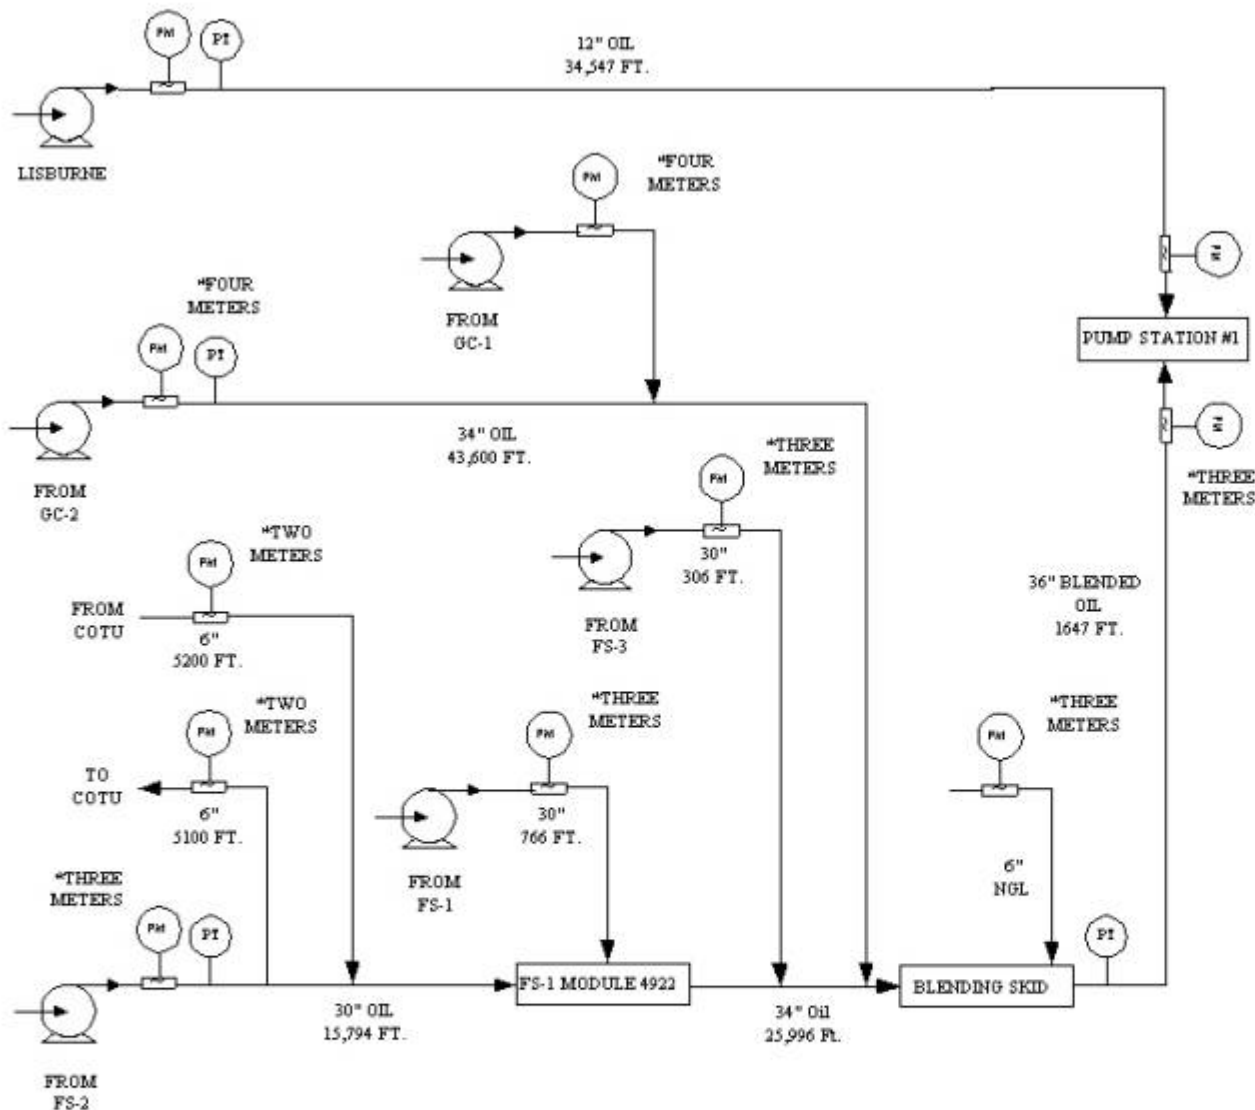 FM
PT
12" OIL
34,547 FT.
LISBURNE
FM
*FOUR
METERS
FROM
GC-1
FM
PUMP STATION #1
*FOUR
METERS
FM
PT
34" OIL
43,600 FT.
FROM
GC-2
FM
*THREE
METERS
FM
*THREE
METERS
30"
306 FT.
FROM
FS-3
*TWO
METERS
FM
FROM
COTU
6"
5200 FT.
36" BLENDED
OIL
1647 FT.
*TWO
METERS
FM
TO
COTU
6"
5100 FT.
*THREE
METERS
FM
30"
766 FT.
FROM
FS-1
*THREE
METERS
FM
6"
NGL
*THREE
METERS
FM
PT
FS-1 MODULE 4922
BLENDING SKID
PT
30" OIL
15,794 FT.
34" Oil
25,996 Ft.
FROM
FS-2